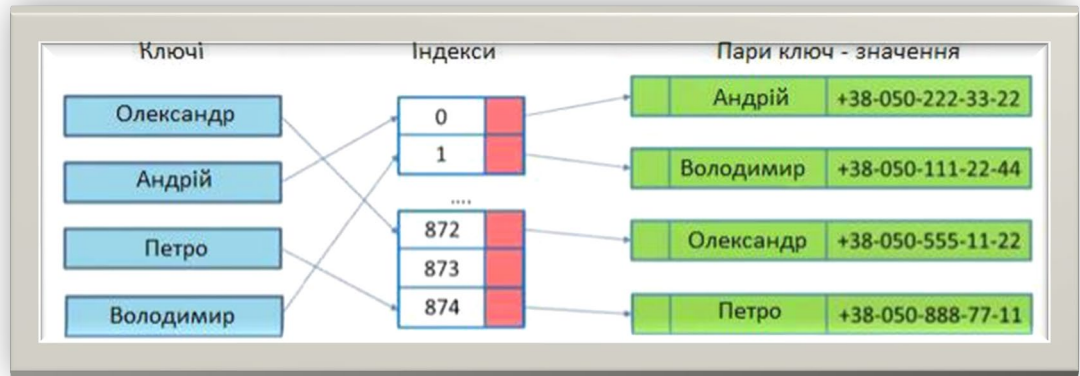 Ключі
Індекси
Пари ключ - значення
Олександр
Андрій
Петро
Володимир
0
1
....
872
873
874
Андрій +38-050-222-33-22
Володимир +38-050-111-22-44
Олександр +38-050-555-11-22
Петро +38-050-888-77-11